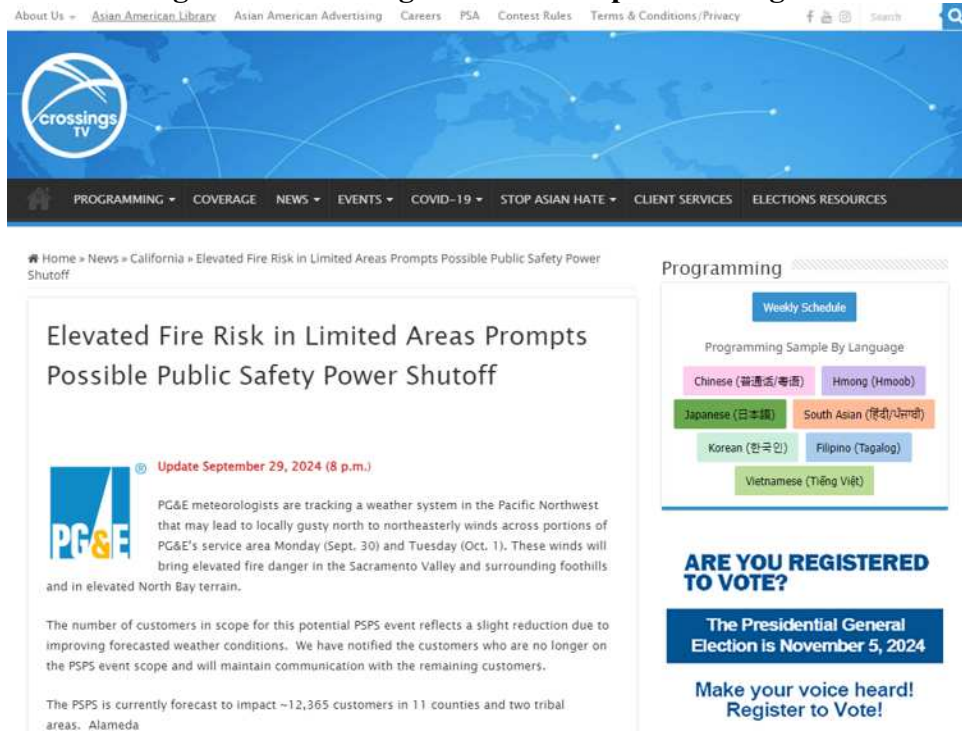 About Us Asian American Library Asian American Advertising Careers PSA Contest Rules Terms & Conditions/Privacy Search
crossings
TV
PROGRAMMING COVERAGE NEWS EVENTS COVID-19 STOP ASIAN HATE CLIENT SERVICES ELECTIONS RESOURCES
Home » News » California » Elevated Fire Risk in Limited Areas Prompts Possible Public Safety Power
Shutoff
Elevated Fire Risk in Limited Areas Prompts
Possible Public Safety Power Shutoff
PG&E ®
Update September 29, 2024 (8 p.m.)
PG&E meteorologists are tracking a weather system in the Pacific Northwest
that may lead to locally gusty north to northeasterly winds across portions of
PG&E's service area Monday (Sept. 30) and Tuesday (Oct. 1). These winds will
bring elevated fire danger in the Sacramento Valley and surrounding foothills
and in elevated North Bay terrain.
The number of customers in scope for this potential PSPS event reflects a slight reduction due to
improving forecasted weather conditions. We have notified the customers who are no longer on
the PSPS event scope and will maintain communication with the remaining customers.
The PSPS is currently forecast to impact ~12,365 customers in 11 counties and two tribal
areas. Alameda
Programming
Weekly Schedule
Programming Sample By Language
Chinese (普通话/粤语) Hmong (Hmoob)
Japanese (日本語) South Asian (हिंदी/ਪੰਜਾਬੀ)
Korean (한국인) Filipino (Tagalog)
Vietnamese (Tiếng Việt)
ARE YOU REGISTERED
TO VOTE?
The Presidential General
Election is November 5, 2024
Make your voice heard!
Register to Vote!